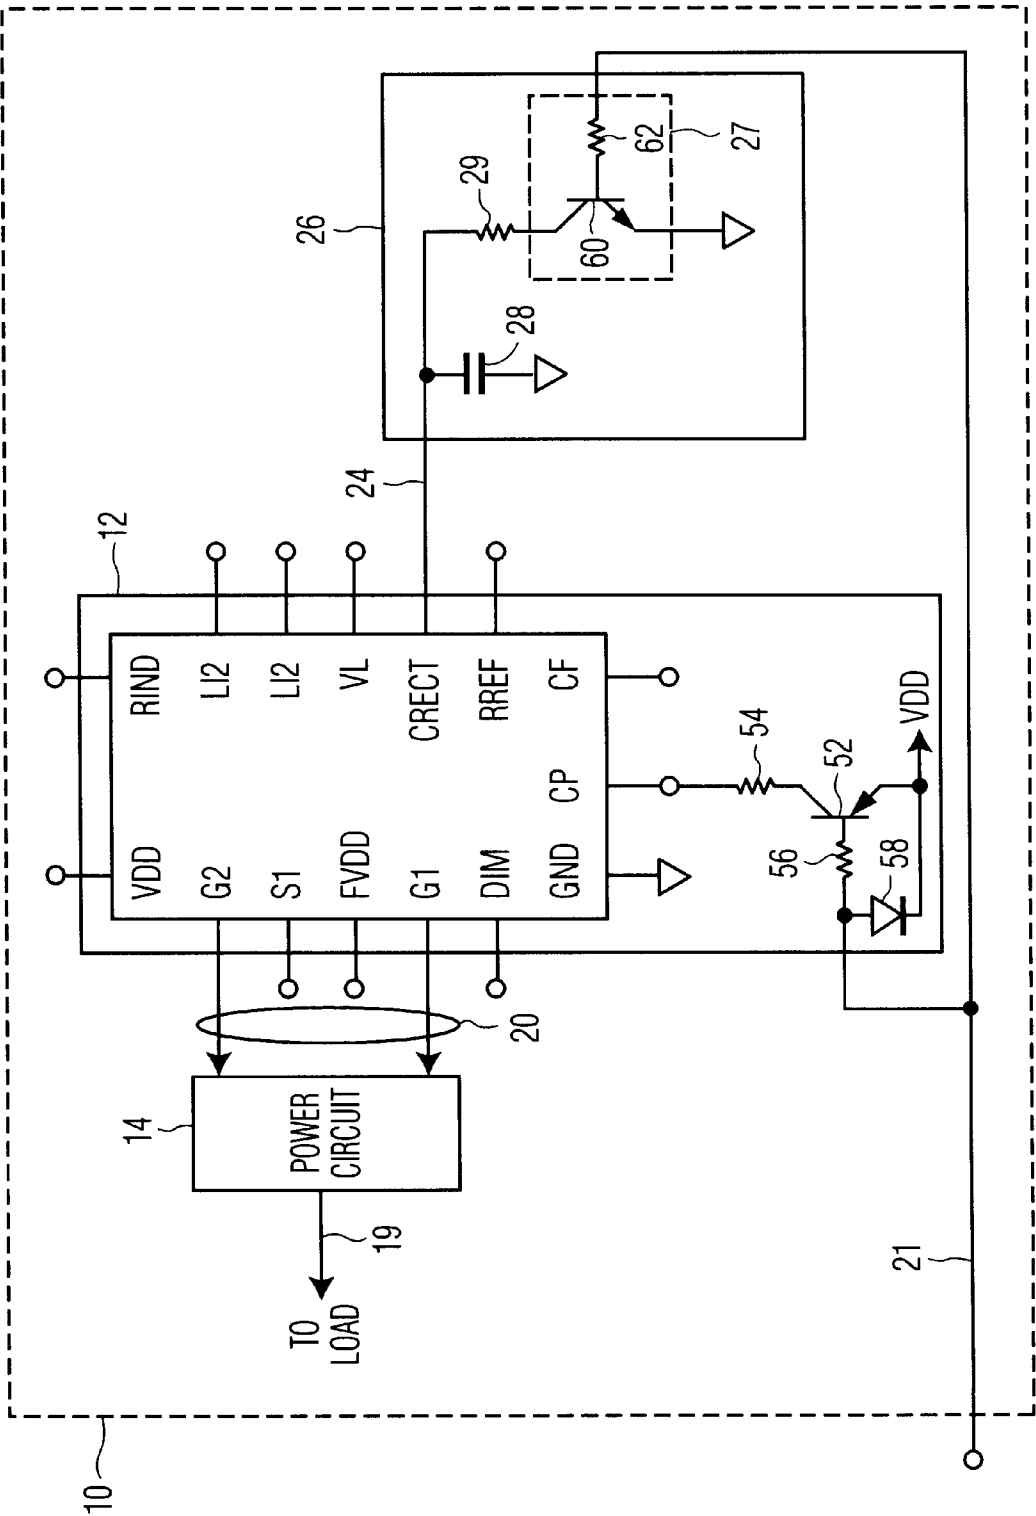 10
12
RIND
VDD
LI2
LI2
VL
CRECT
RREF
CF
CP
GND
G2
S1
FVDD
G1
DIM
14
POWER
CIRCUIT
19
TO
LOAD
20
24
26
29
28
60
62
27
54
52
56
58
VDD
21